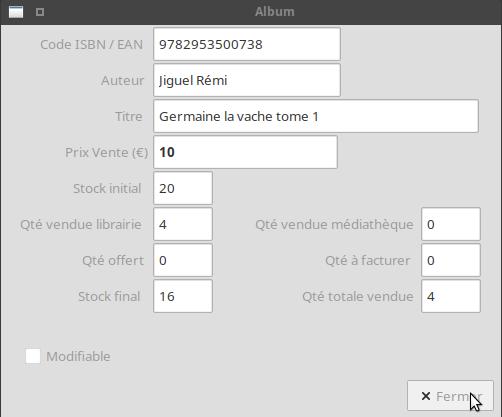 Album
Code ISBN / EAN 9782953500738
Auteur Jiguel Rémi
Titre Germaine la vache tome 1
Prix Vente (€) 10
Stock initial 20
Qté vendue librairie 4 Qté vendue médiathèque 0
Qté offert 0 Qté à facturer 0
Stock final 16 Qté totale vendue 4
Modifiable
Fermer